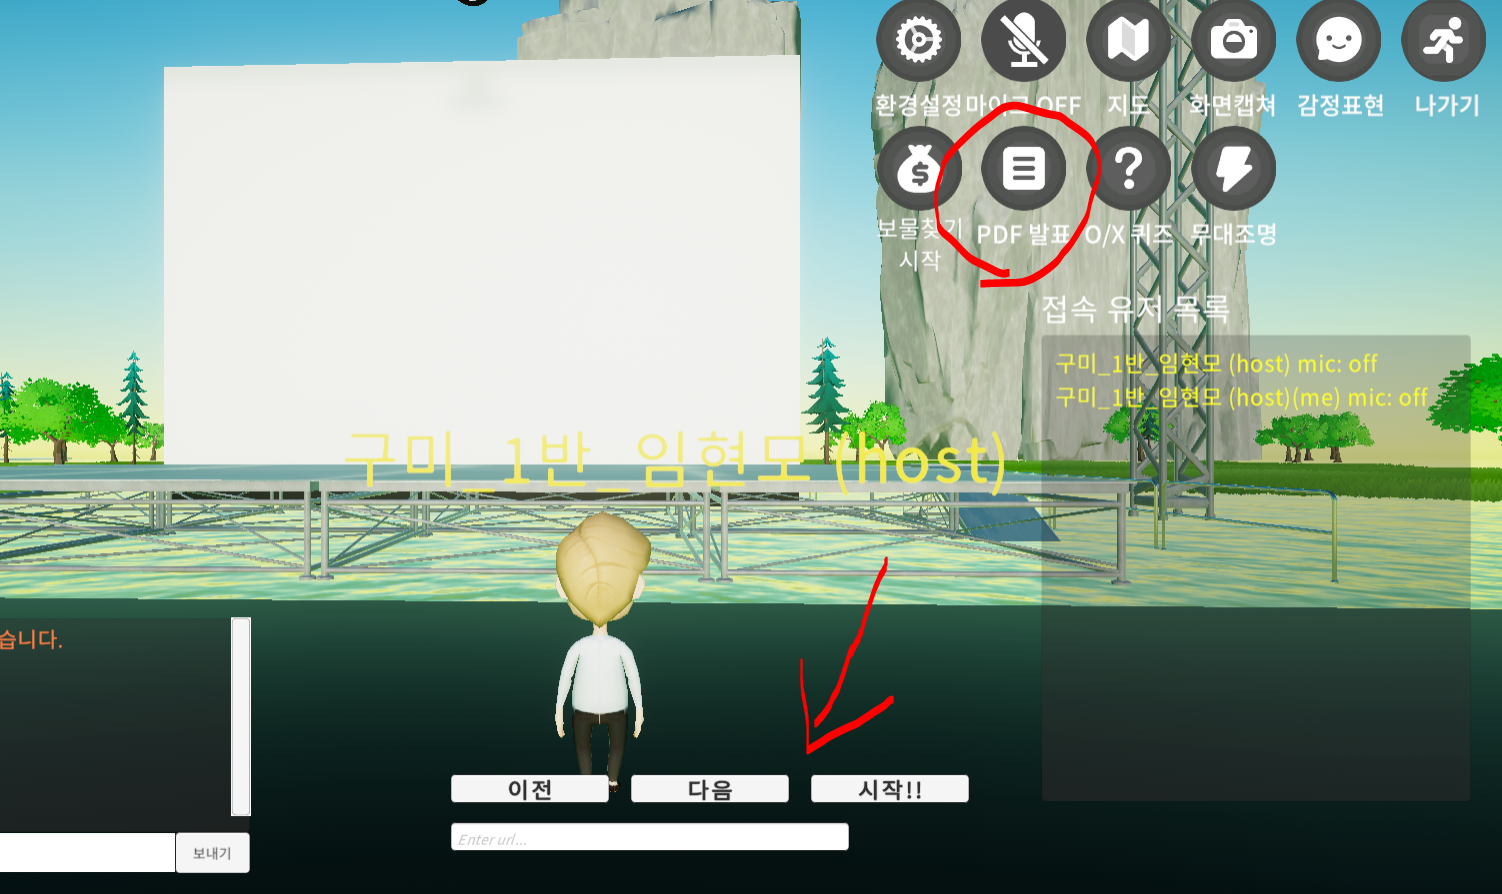 환경설정 마이크 OFF 지도 화면캡쳐 감정표현 나가기
보물찾기 PDF 발표 O/X 퀴즈 무대조명
시작
접속 유저 목록
구미_1반_임현모 (host) mic: off
구미_1반_임현모 (host)(me) mic: off
구미_1반_임현모 (host)
습니다.
이전 다음 시작!!
Enter url...
보내기